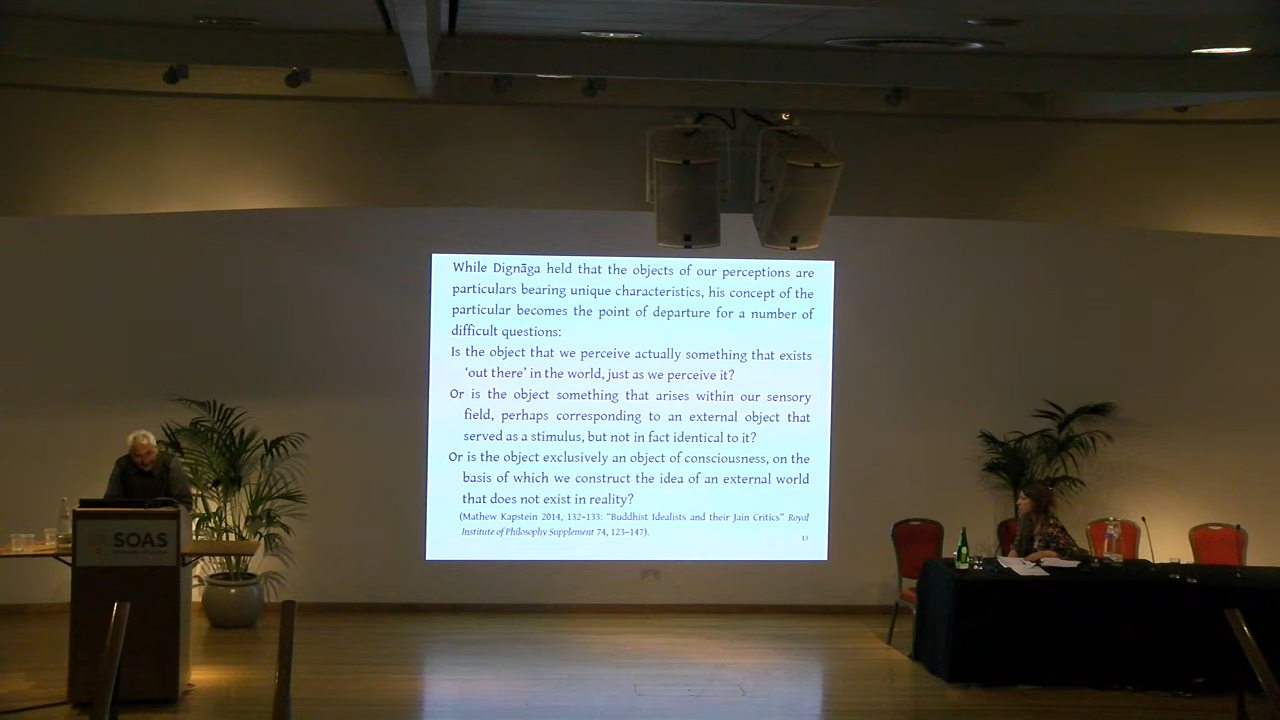 While Dignāga held that the objects of our perceptions are
particulars bearing unique characteristics, his concept of the
particular becomes the point of departure for a number of
difficult questions:
Is the object that we perceive actually something that exists
‘out there’ in the world, just as we perceive it?
Or is the object something that arises within our sensory
field, perhaps corresponding to an external object that
served as a stimulus, but not in fact identical to it?
Or is the object exclusively an object of consciousness, on the
basis of which we construct the idea of an external world
that does not exist in reality?
(Mathew Kapstein 2014, 132–133: “Buddhist Idealists and their Jain Critics” Royal
Institute of Philosophy Supplement 74, 123–147).
13
SOAS